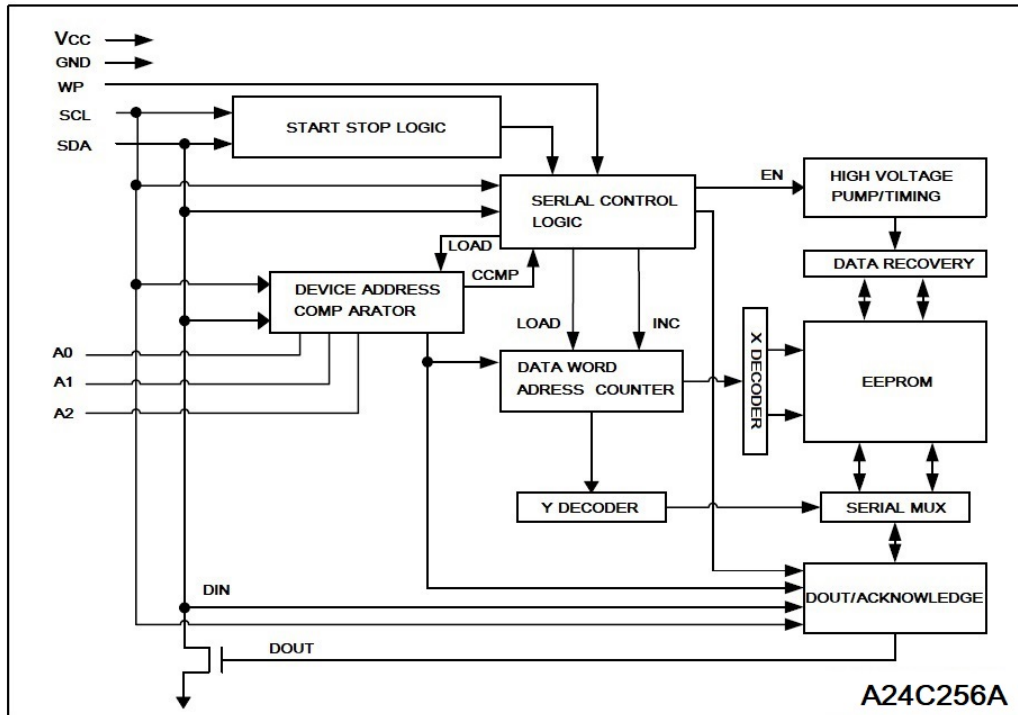 VCC
GND
WP
SCL
SDA
START STOP LOGIC
SERLAL CONTROL
LOGIC
EN
HIGH VOLTAGE
PUMP/TIMING
LOAD
CCMP
DATA RECOVERY
DEVICE ADDRESS
COMP ARATOR
LOAD
INC
X DECODER
A0
A1
A2
DATA WORD
ADRESS COUNTER
EEPROM
Y DECODER
SERIAL MUX
DIN
DOUT/ACKNOWLEDGE
DOUT
A24C256A